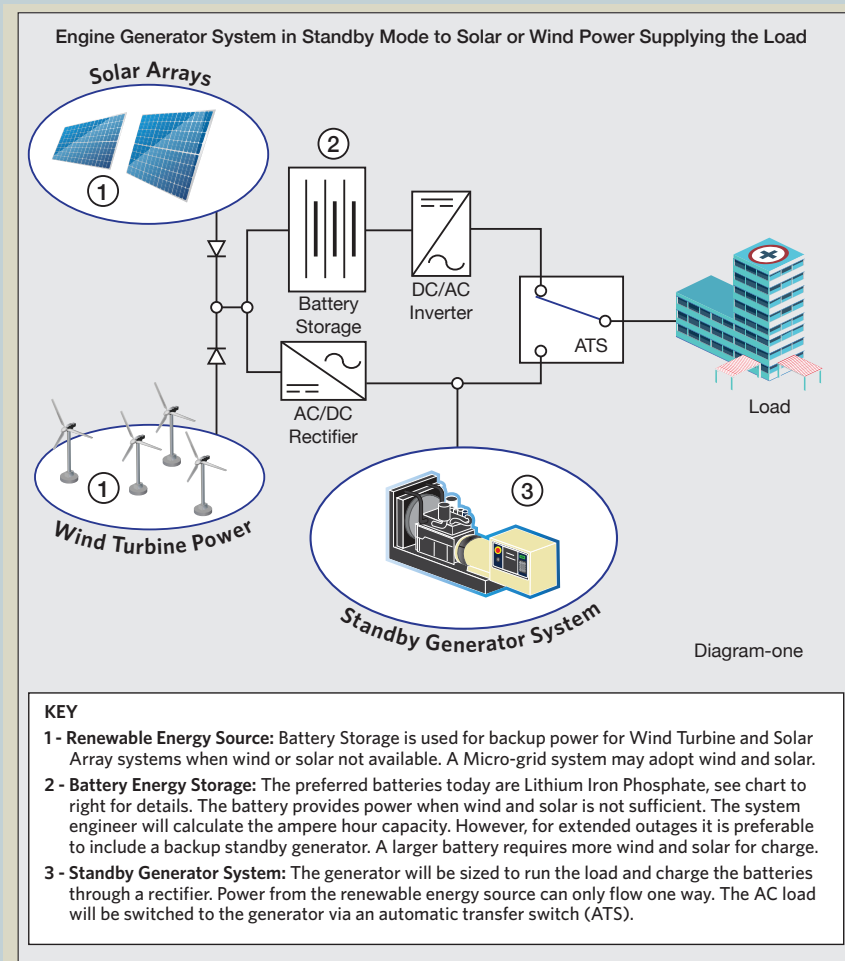 Engine Generator System in Standby Mode to Solar or Wind Power Supplying the Load
Solar Arrays
1
2
Battery
Storage
DC/AC
Inverter
ATS
Load
AC/DC
Rectifier
1
Wind Turbine Power
3
Standby Generator System
Diagram-one
KEY
1 - Renewable Energy Source: Battery Storage is used for backup power for Wind Turbine and Solar
Array systems when wind or solar not available. A Micro-grid system may adopt wind and solar.
2 - Battery Energy Storage: The preferred batteries today are Lithium Iron Phosphate, see chart to
right for details. The battery provides power when wind and solar is not sufficient. The system
engineer will calculate the ampere hour capacity. However, for extended outages it is preferable
to include a backup standby generator. A larger battery requires more wind and solar for charge.
3 - Standby Generator System: The generator will be sized to run the load and charge the batteries
through a rectifier. Power from the renewable energy source can only flow one way. The AC load
will be switched to the generator via an automatic transfer switch (ATS).